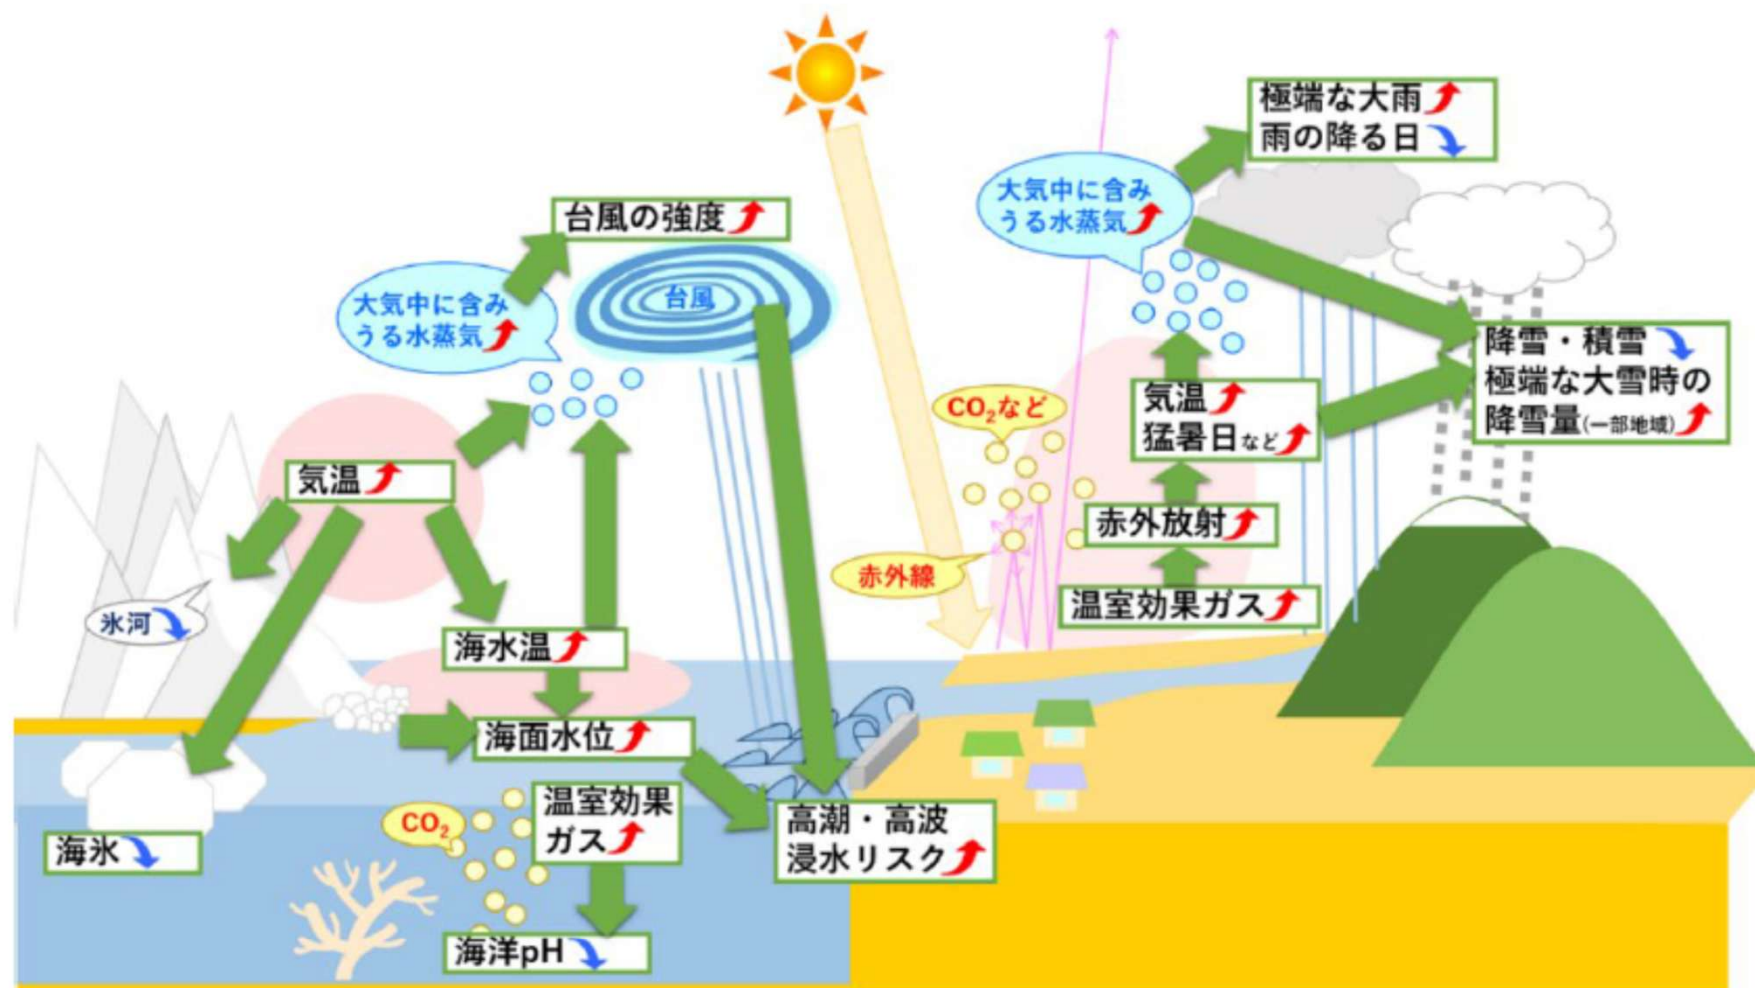 極端な大雨
雨の降る日
大気中に含み
うる水蒸気
台風の強度
大気中に含み
うる水蒸気
台風
降雪・積雪
極端な大雪時の
降雪量(一部地域)
CO₂など
気温
猛暑日など
気温
赤外放射
赤外線
温室効果ガス
氷河
海水温
海面水位
温室効果
ガス
CO₂
高潮・高波
浸水リスク
海氷
海洋pH